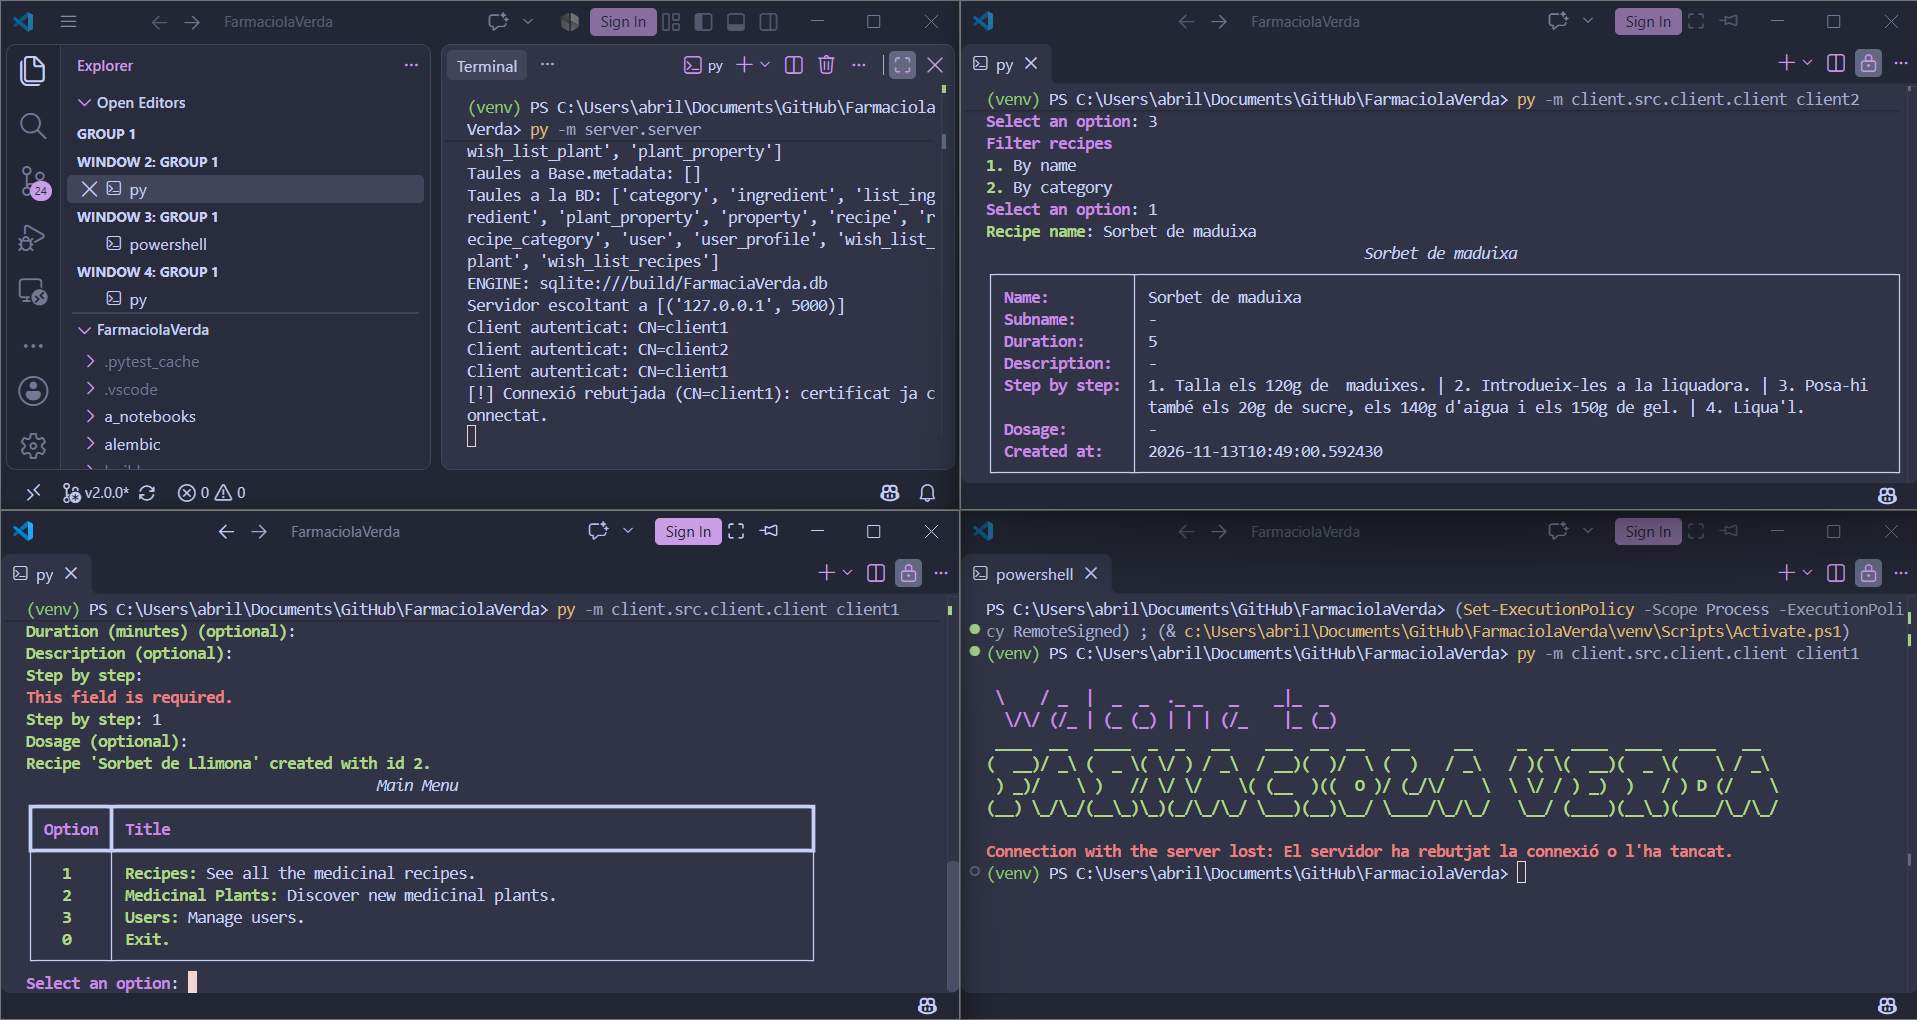 FarmaciolaVerda
Sign In
Explorer
Open Editors
GROUP 1
WINDOW 2: GROUP 1
py
WINDOW 3: GROUP 1
powershell
WINDOW 4: GROUP 1
py
FarmaciolaVerda
.pytest_cache
.vscode
a_notebooks
alembic
24
v2.0.0*
0
0
Terminal
py
(venv) PS C:\Users\abril\Documents\GitHub\Farmaciola
Verda> py -m server.server
wish_list_plant', 'plant_property']
Taules a Base.metadata: []
Taules a la BD: ['category', 'ingredient', 'list_ing
redient', 'plant_property', 'property', 'recipe', 'r
ecipe_category', 'user', 'user_profile', 'wish_list_
plant', 'wish_list_recipes']
ENGINE: sqlite:///build/FarmaciaVerda.db
Servidor escoltant a [('127.0.0.1', 5000)]
Client autenticat: CN=client1
Client autenticat: CN=client2
Client autenticat: CN=client1
[!] Connexió rebutjada (CN=client1): certificat ja c
onnectat.
FarmaciolaVerda
Sign In
py
(venv) PS C:\Users\abril\Documents\GitHub\FarmaciolaVerda> py -m client.src.client.client client2
Select an option: 3
Filter recipes
1. By name
2. By category
Select an option: 1
Recipe name: Sorbet de maduixa
Sorbet de maduixa
Name: Sorbet de maduixa
Subname: -
Duration: 5
Description: -
Step by step: 1. Talla els 120g de  maduixes. | 2. Introdueix-les a la liquadora. | 3. Posa-hi
també els 20g de sucre, els 140g d'aigua i els 150g de gel. | 4. Liqua'l.
Dosage: -
Created at: 2026-11-13T10:49:00.592430
FarmaciolaVerda
Sign In
py
(venv) PS C:\Users\abril\Documents\GitHub\FarmaciolaVerda> py -m client.src.client.client client1
Duration (minutes) (optional):
Description (optional):
Step by step:
This field is required.
Step by step: 1
Dosage (optional):
Recipe 'Sorbet de Llimona' created with id 2.
Main Menu
Option Title
1 Recipes: See all the medicinal recipes.
2 Medicinal Plants: Discover new medicinal plants.
3 Users: Manage users.
0 Exit.
Select an option:
FarmaciolaVerda
Sign In
powershell
PS C:\Users\abril\Documents\GitHub\FarmaciolaVerda> (Set-ExecutionPolicy -Scope Process -ExecutionPoli
cy RemoteSigned) ; (& c:\Users\abril\Documents\GitHub\FarmaciolaVerda\venv\Scripts\Activate.ps1)
(venv) PS C:\Users\abril\Documents\GitHub\FarmaciolaVerda> py -m client.src.client.client client1
Welcome to
FARMACIOLA VERDA
Connection with the server lost: El servidor ha rebutjat la connexió o l'ha tancat.
(venv) PS C:\Users\abril\Documents\GitHub\FarmaciolaVerda>